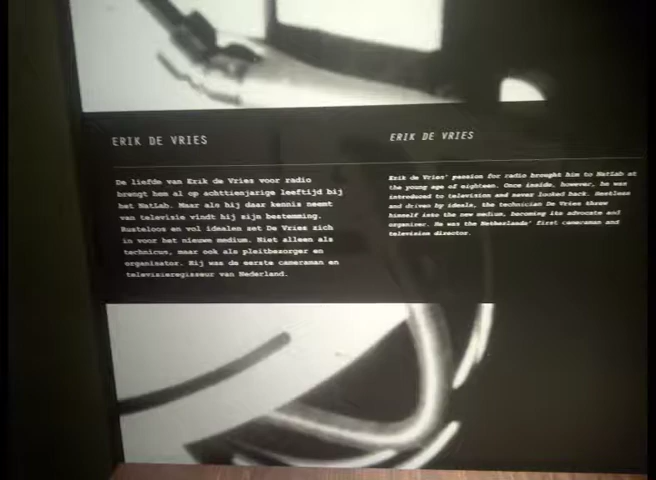 ERIK DE VRIES
De liefde van Erik de Vries voor radio
brengt hem al op achttienjarige leeftijd bij
het NatLab. Maar als hij daar kennis neemt
van televisie vindt hij zijn bestemming.
Rusteloos en vol idealen zet De Vries zich
in voor het nieuwe medium. Niet alleen als
technicus, maar ook als pleitbezorger en
organisator. Hij was de eerste cameraman en
televisieregisseur van Nederland.
ERIK DE VRIES
Erik de Vries' passion for radio brought him to NatLab at
the young age of eighteen. Once inside, however, he was
introduced to television and never looked back. Restless
and driven by ideals, the technician De Vries threw
himself into the new medium, becoming its advocate and
organizer. He was the Netherlands' first cameraman and
television director.